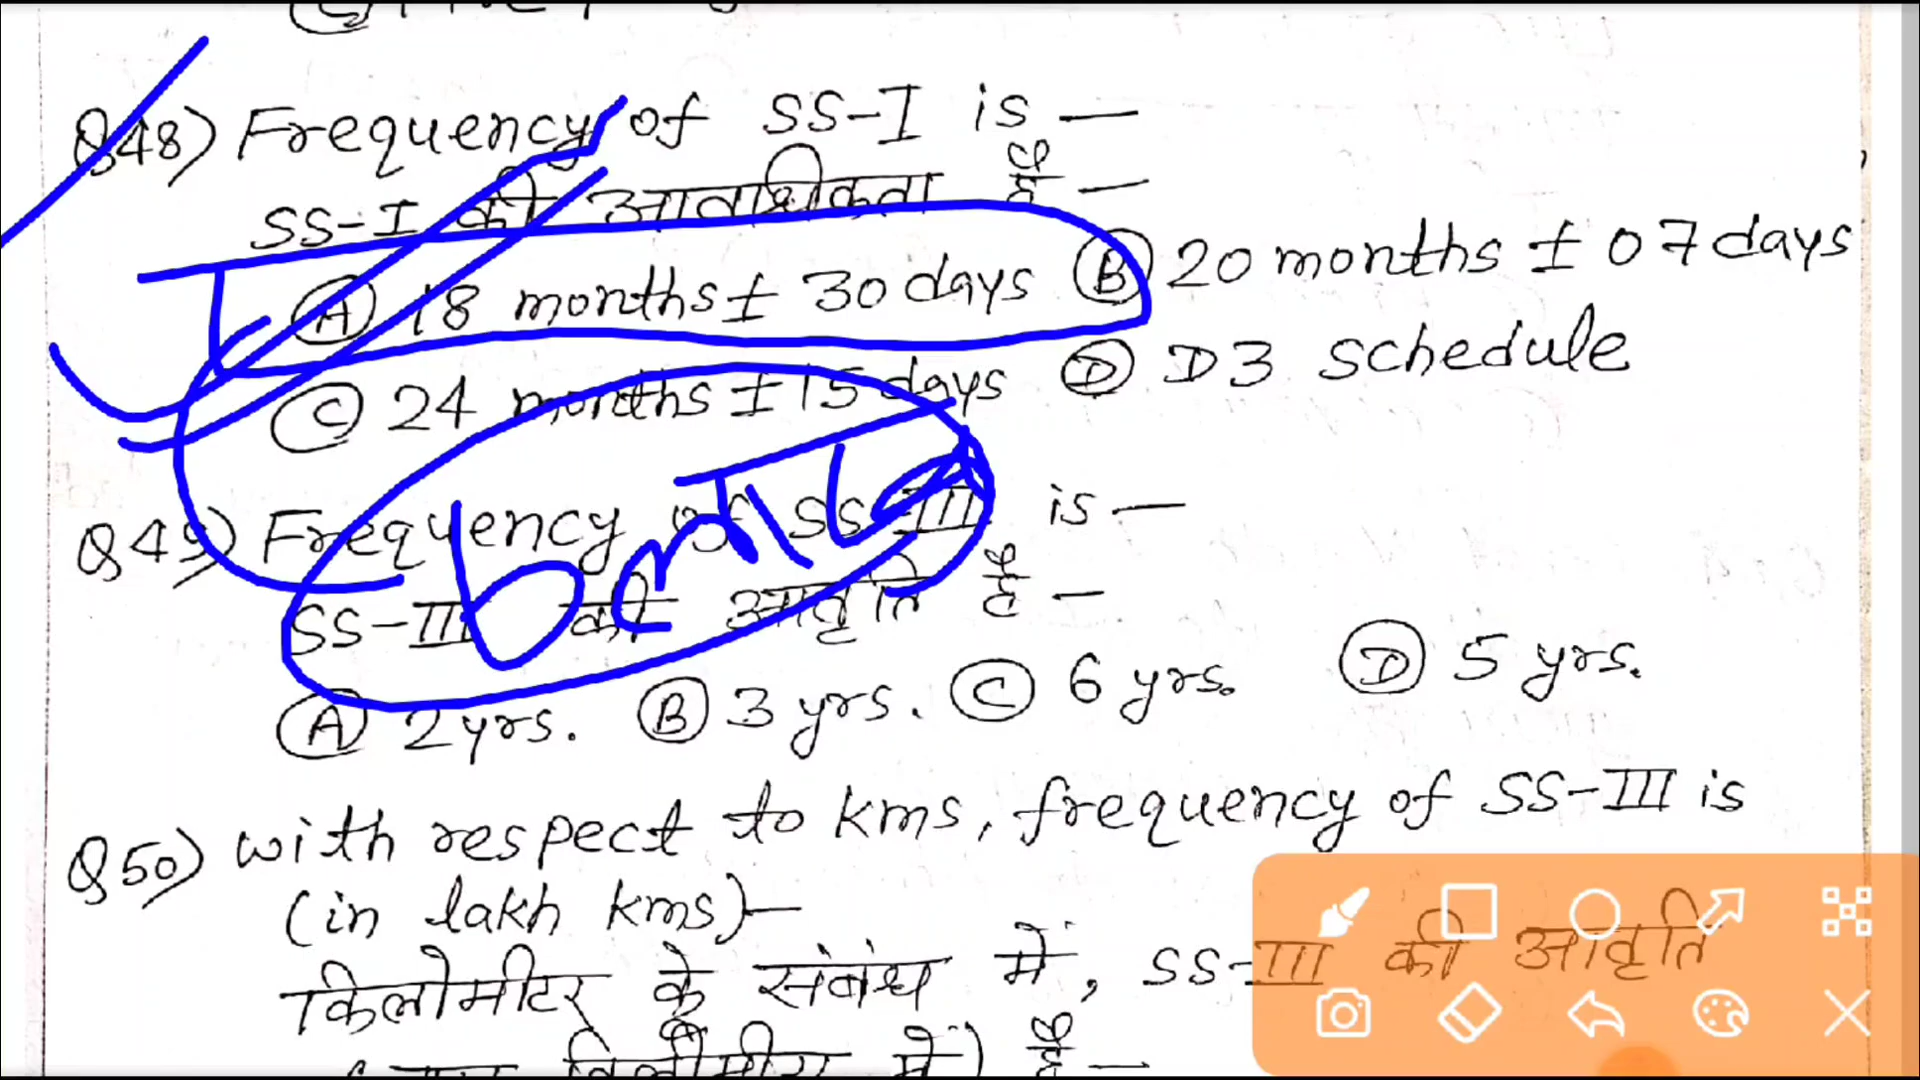 Q48) Frequency of SS-I is —
SS-I की आवाधीकता है —
(A) 18 months ± 30 days (B) 20 months ± 07 days
(C) 24 months ± 15 days (D) D3 schedule
Q49) Frequency of SS-III is —
SS-III की आवृति है —
(A) 2 yrs. (B) 3 yrs. (C) 6 yrs. (D) 5 yrs.
Q50) with respect to kms, frequency of SS-III is
(in lakh kms) —
किलोमीटर के संबंध में, SS-III की आवृति
किलोमीटर में) है —